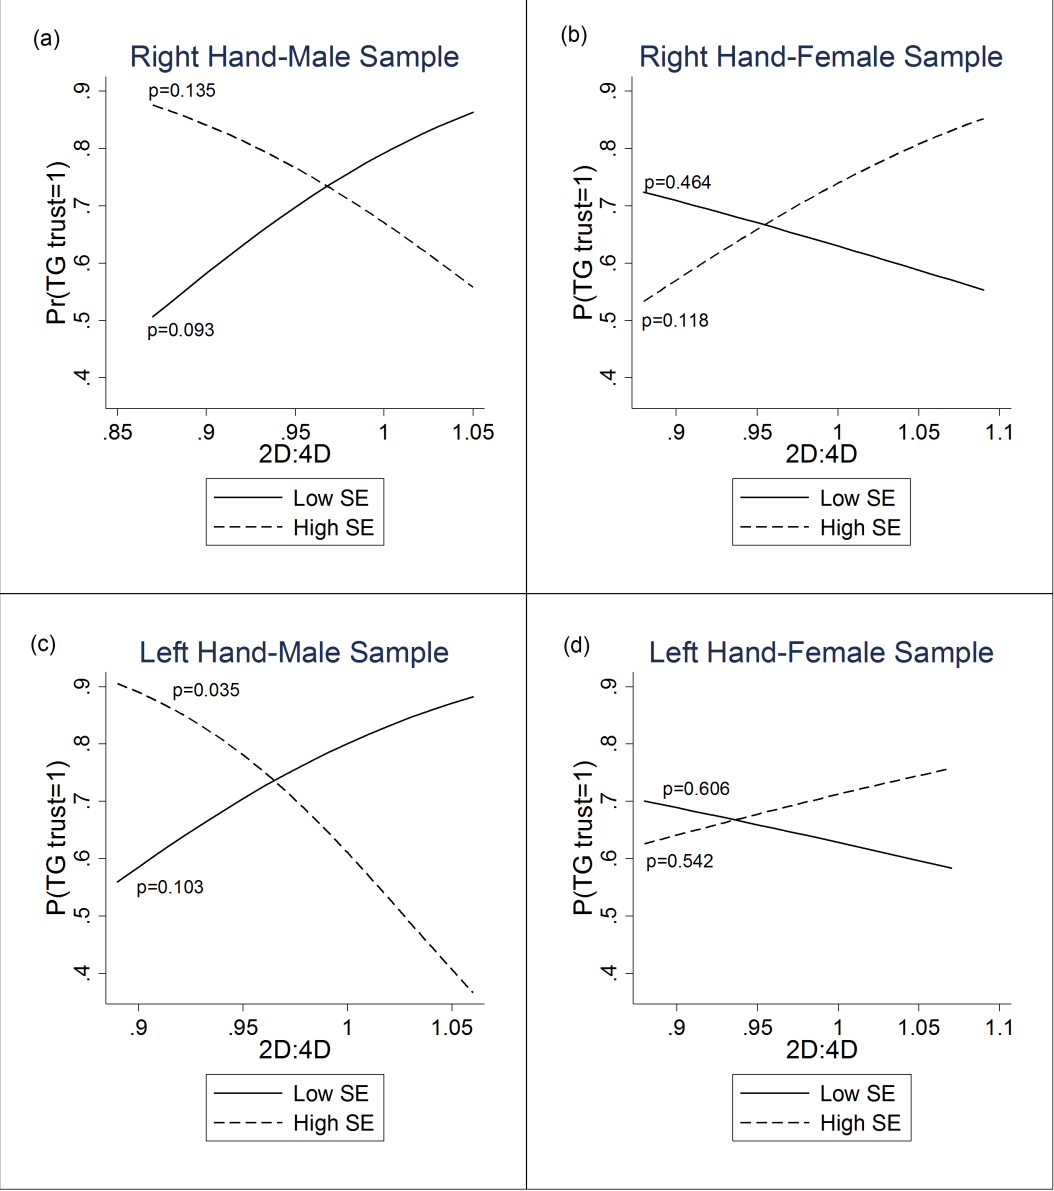 (a)
Right Hand-Male Sample
Pr(TG trust=1)
.9
.8
.7
.6
.5
.4
p=0.135
p=0.093
.85 .9 .95 1 1.05
2D:4D
Low SE
High SE
(b)
Right Hand-Female Sample
P(TG trust=1)
.9
.8
.7
.6
.5
.4
p=0.464
p=0.118
.9 .95 1 1.05 1.1
2D:4D
Low SE
High SE
(c)
Left Hand-Male Sample
P(TG trust=1)
.9
.8
.7
.6
.5
.4
p=0.035
p=0.103
.9 .95 1 1.05
2D:4D
Low SE
High SE
(d)
Left Hand-Female Sample
P(TG trust=1)
.9
.8
.7
.6
.5
.4
p=0.606
p=0.542
.9 .95 1 1.05 1.1
2D:4D
Low SE
High SE